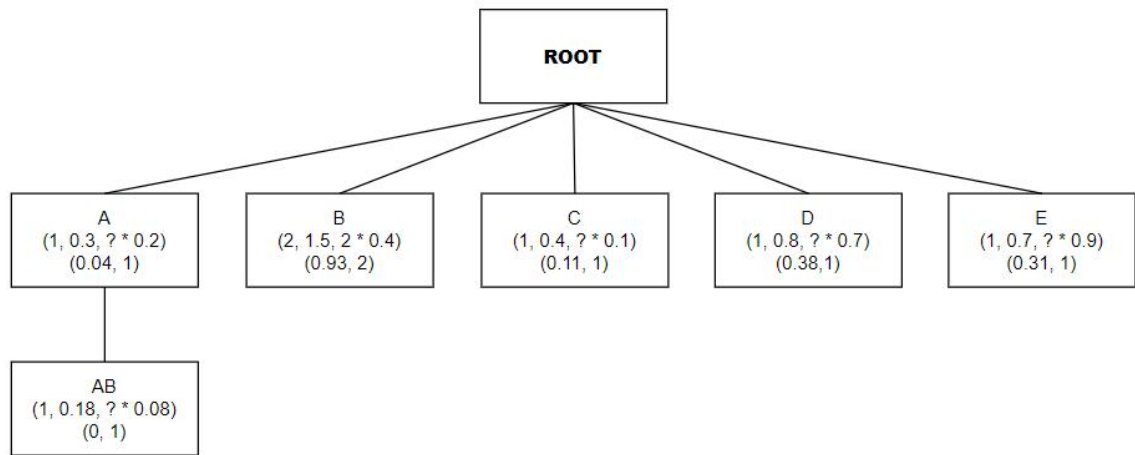 ROOT
A
(1, 0.3, ? * 0.2)
(0.04, 1)
B
(2, 1.5, 2 * 0.4)
(0.93, 2)
C
(1, 0.4, ? * 0.1)
(0.11, 1)
D
(1, 0.8, ? * 0.7)
(0.38,1)
E
(1, 0.7, ? * 0.9)
(0.31, 1)
AB
(1, 0.18, ? * 0.08)
(0, 1)